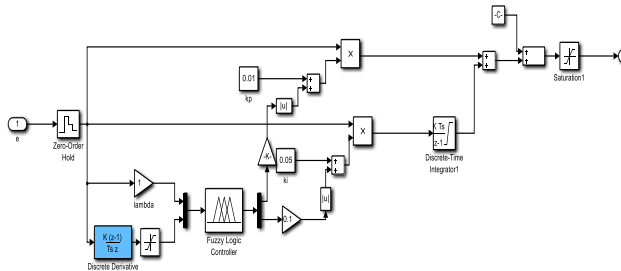 -C-
X
Saturation1
0.01
kp
|u|
1
e
Zero-Order
Hold
X
K Ts
z-1
Discrete-Time
Integrator1
-K-
0.05
ki
|u|
1
lambda
Fuzzy Logic
Controller
0.1
K (z-1)
Ts z
Discrete Derivative